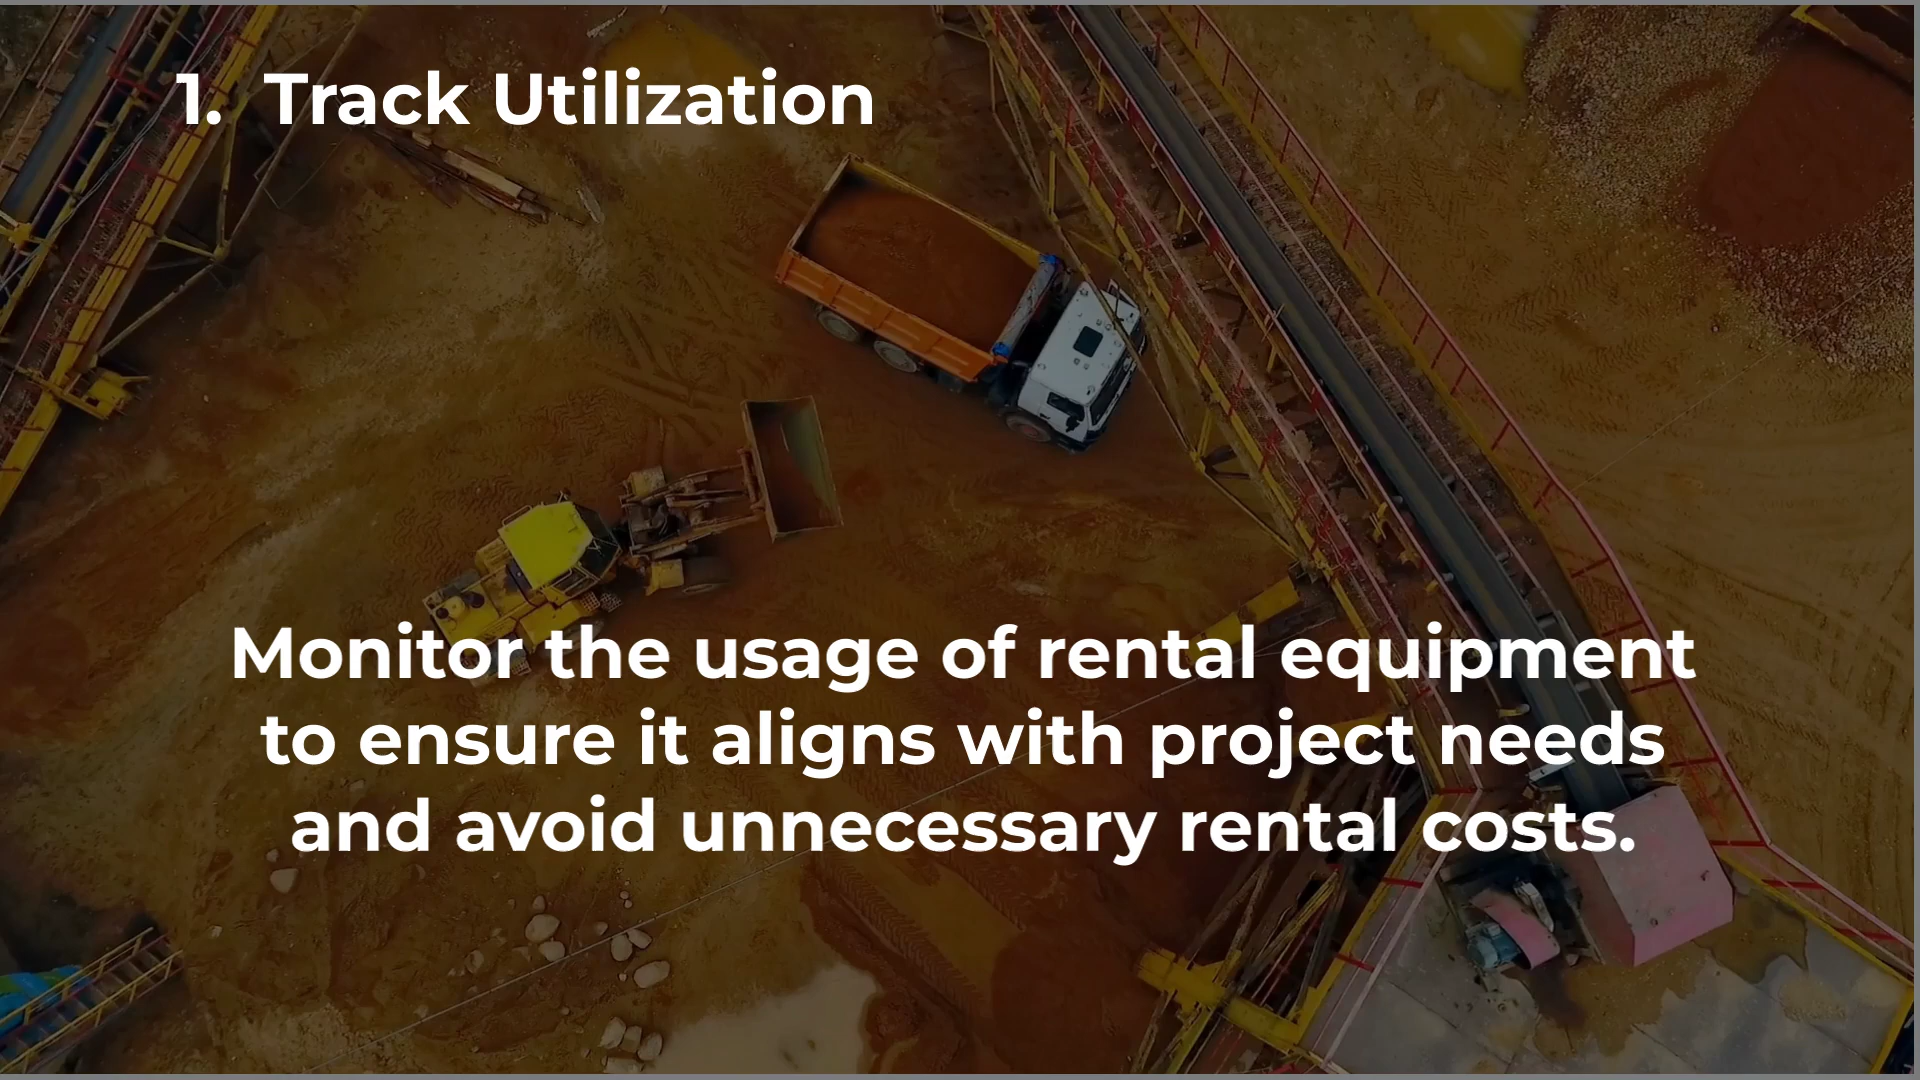 1. Track Utilization
Monitor the usage of rental equipment
to ensure it aligns with project needs
and avoid unnecessary rental costs.